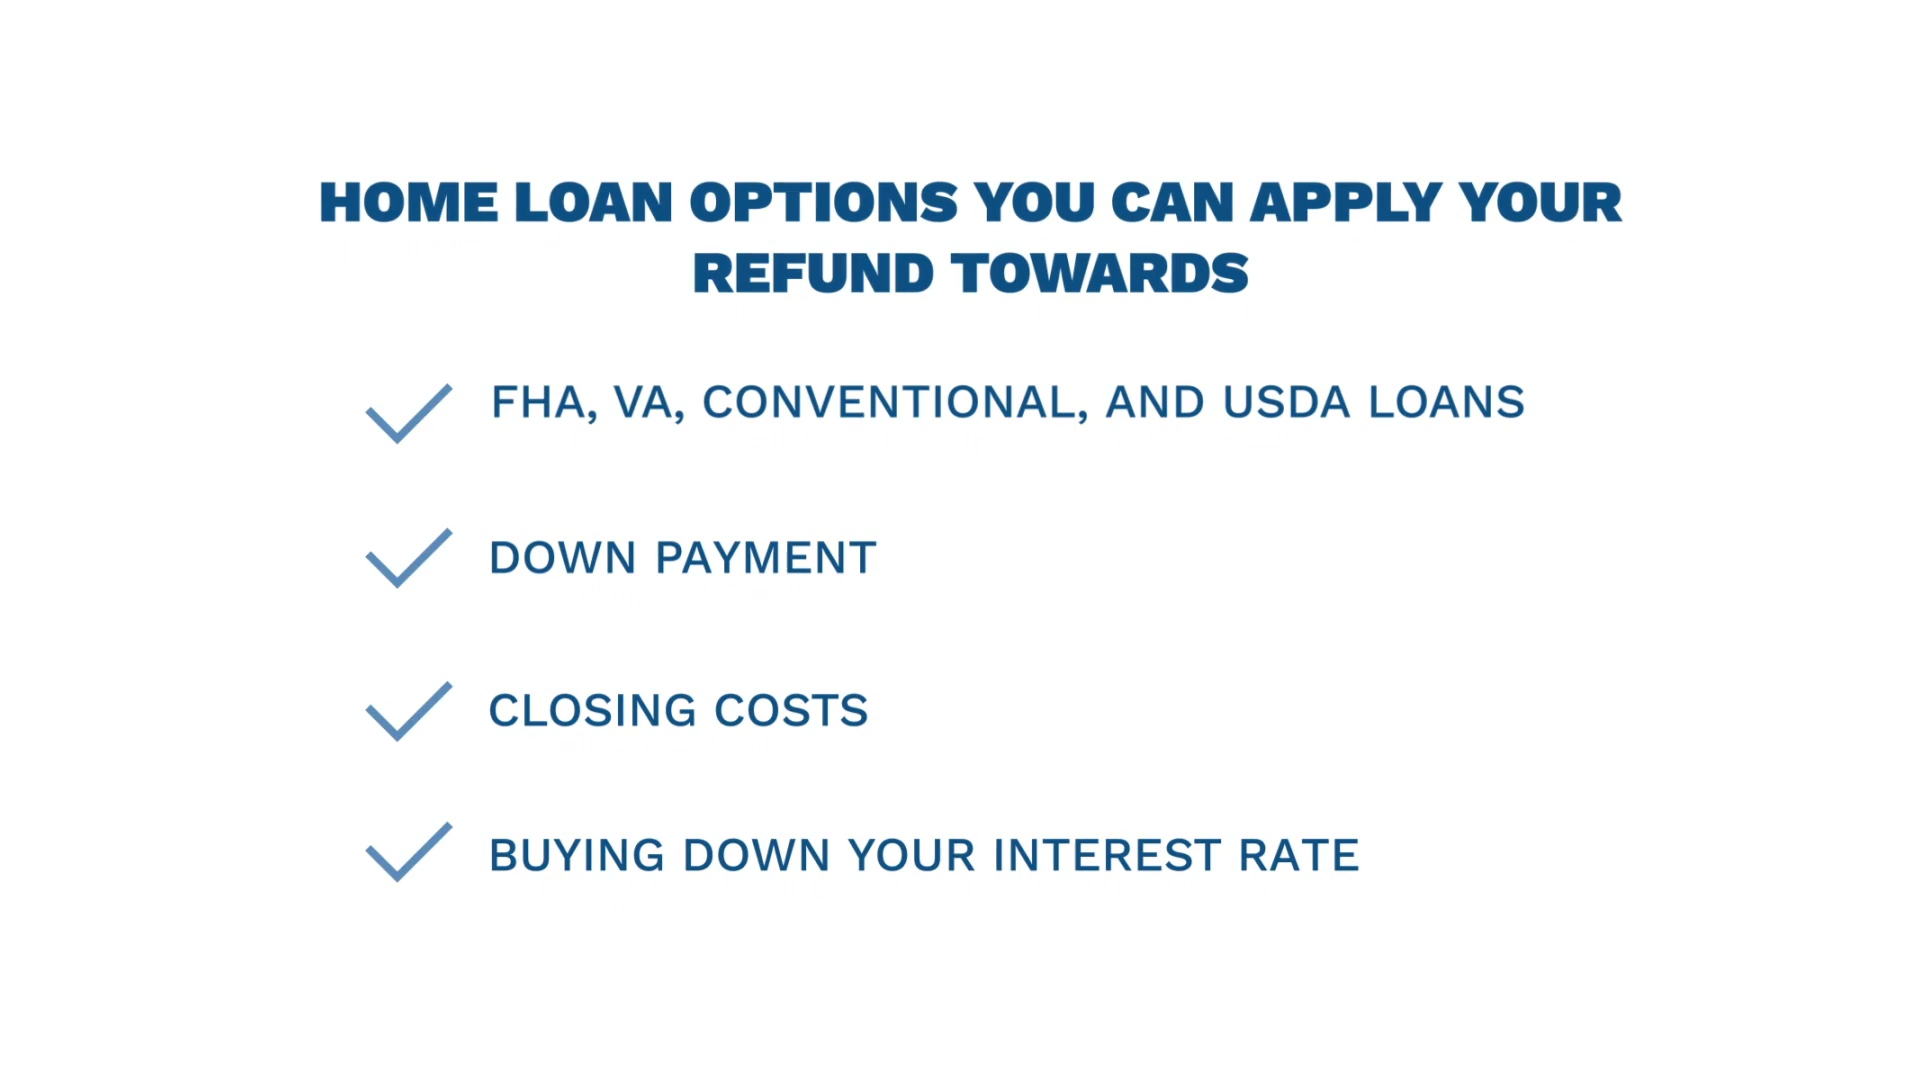 HOME LOAN OPTIONS YOU CAN APPLY YOUR
REFUND TOWARDS
FHA, VA, CONVENTIONAL, AND USDA LOANS
DOWN PAYMENT
CLOSING COSTS
BUYING DOWN YOUR INTEREST RATE